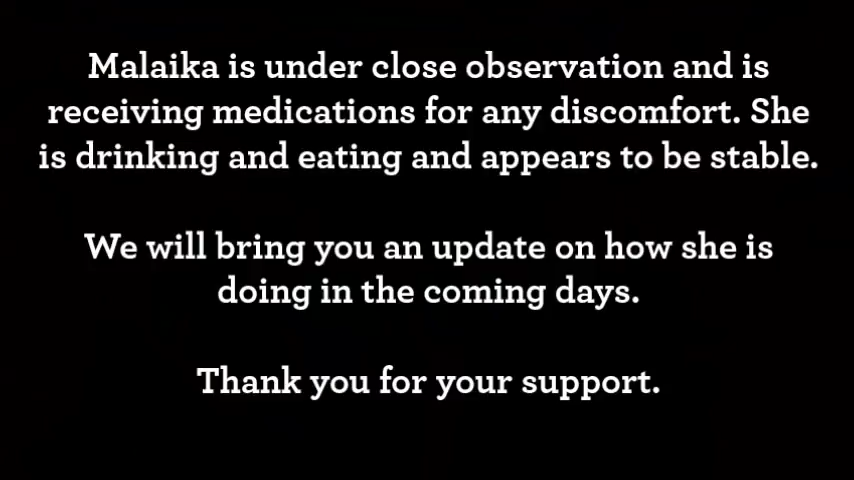 Malaika is under close observation and is
receiving medications for any discomfort. She
is drinking and eating and appears to be stable.
We will bring you an update on how she is
doing in the coming days.
Thank you for your support.